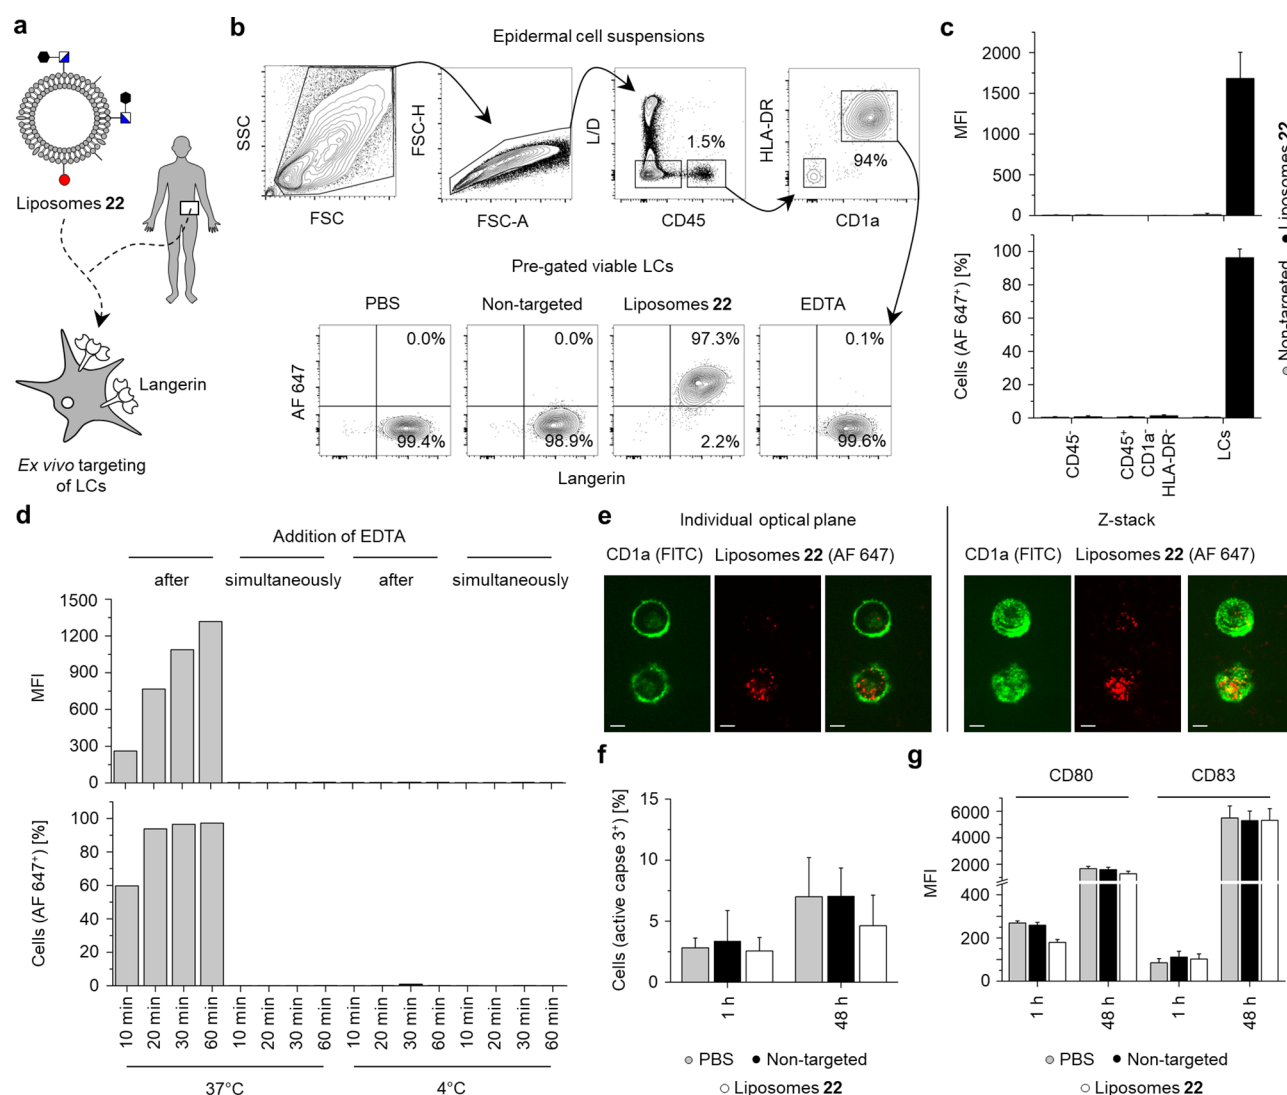 a
Liposomes 22
Langerin
Ex vivo targeting
of LCs
b
Epidermal cell suspensions
SSC
FSC
FSC-H
FSC-A
L/D
1.5%
CD45
HLA-DR
94%
CD1a
Pre-gated viable LCs
PBS
Non-targeted
Liposomes 22
EDTA
AF 647
0.0%
99.4%
0.0%
98.9%
97.3%
2.2%
0.1%
99.6%
Langerin
c
MFI
2000
1500
1000
500
0
Cells (AF 647⁺) [%]
100
80
60
40
20
0
CD45⁻
CD45⁺
CD1a⁻
HLA-DR⁻
LCs
Non-targeted
Liposomes 22
d
Addition of EDTA
after
simultaneously
after
simultaneously
MFI
1500
1200
900
600
300
0
Cells (AF 647⁺) [%]
100
80
60
40
20
0
10 min
20 min
30 min
60 min
10 min
20 min
30 min
60 min
10 min
20 min
30 min
60 min
10 min
20 min
30 min
60 min
37°C
4°C
e
Individual optical plane
Z-stack
CD1a (FITC)
Liposomes 22 (AF 647)
CD1a (FITC)
Liposomes 22 (AF 647)
f
Cells (active capse 3⁺) [%]
15
10
5
0
1 h
48 h
PBS
Non-targeted
Liposomes 22
g
CD80
CD83
MFI
6000
4000
2000
400
200
0
1 h
48 h
1 h
48 h
PBS
Non-targeted
Liposomes 22